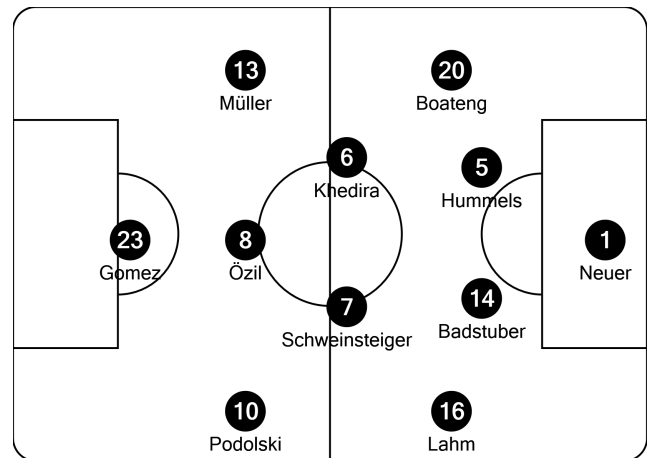 13
Müller
20
Boateng
6
Khedira
5
Hummels
23
Gomez
8
Özil
1
Neuer
7
Schweinsteiger
14
Badstuber
10
Podolski
16
Lahm